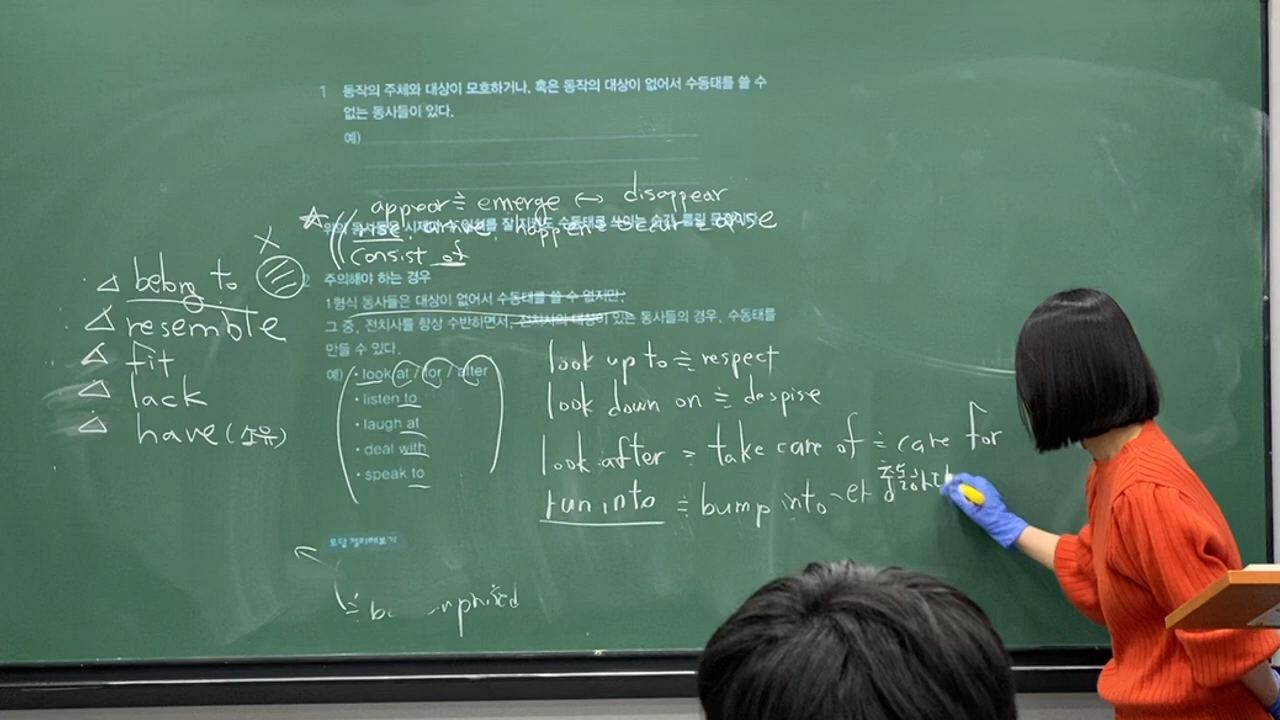 1 동작의 주체와 대상이 모호하거나, 혹은 동작의 대상이 없어서 수동태를 쓸 수
없는 동사들이 있다.
예)
appear ≒ emerge ↔ disappear
rise, arrive, happen = occur arise
consist of
2 주의해야 하는 경우
1형식 동사들은 대상이 없어서 수동태를 쓸 수 없지만,
그 중, 전치사를 항상 수반하면서, 전치사의 대상이 있는 동사들의 경우, 수동태를
만들 수 있다.
예) • look at / for / after
• listen to
• laugh at
• deal with
• speak to
X
△ belong to
△ resemble
△ fit
△ lack
△ have (소유)
look up to ≒ respect
look down on ≒ despise
look after = take care of ≒ care for
run into ≒ bump into ~와 충돌하다
오답 정리해보기